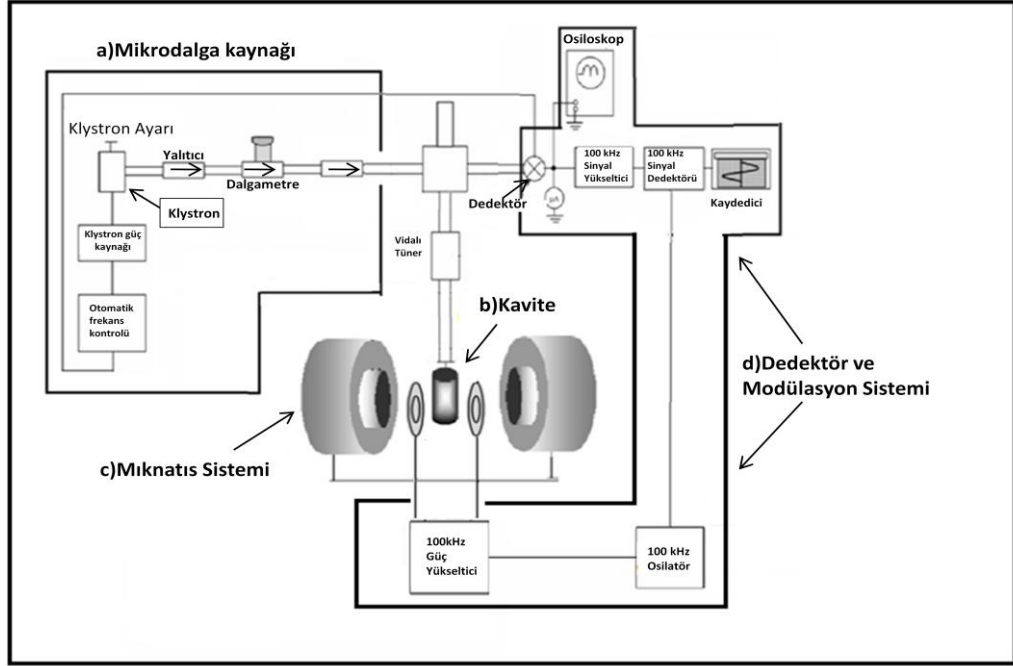 a)Mikrodalga kaynağı
Klystron Ayarı
Yalıtıcı
Dalgametre
Klystron
Klystron güç
kaynağı
Otomatik
frekans
kontrolü
Osiloskop
Dedektör
µA
100 kHz
Sinyal
Yükseltici
100 kHz
Sinyal
Dedektörü
Kaydedici
Vidalı
Tüner
b)Kavite
c)Mıknatıs Sistemi
d)Dedektör ve
Modülasyon Sistemi
100kHz
Güç
Yükseltici
100 kHz
Osilatör